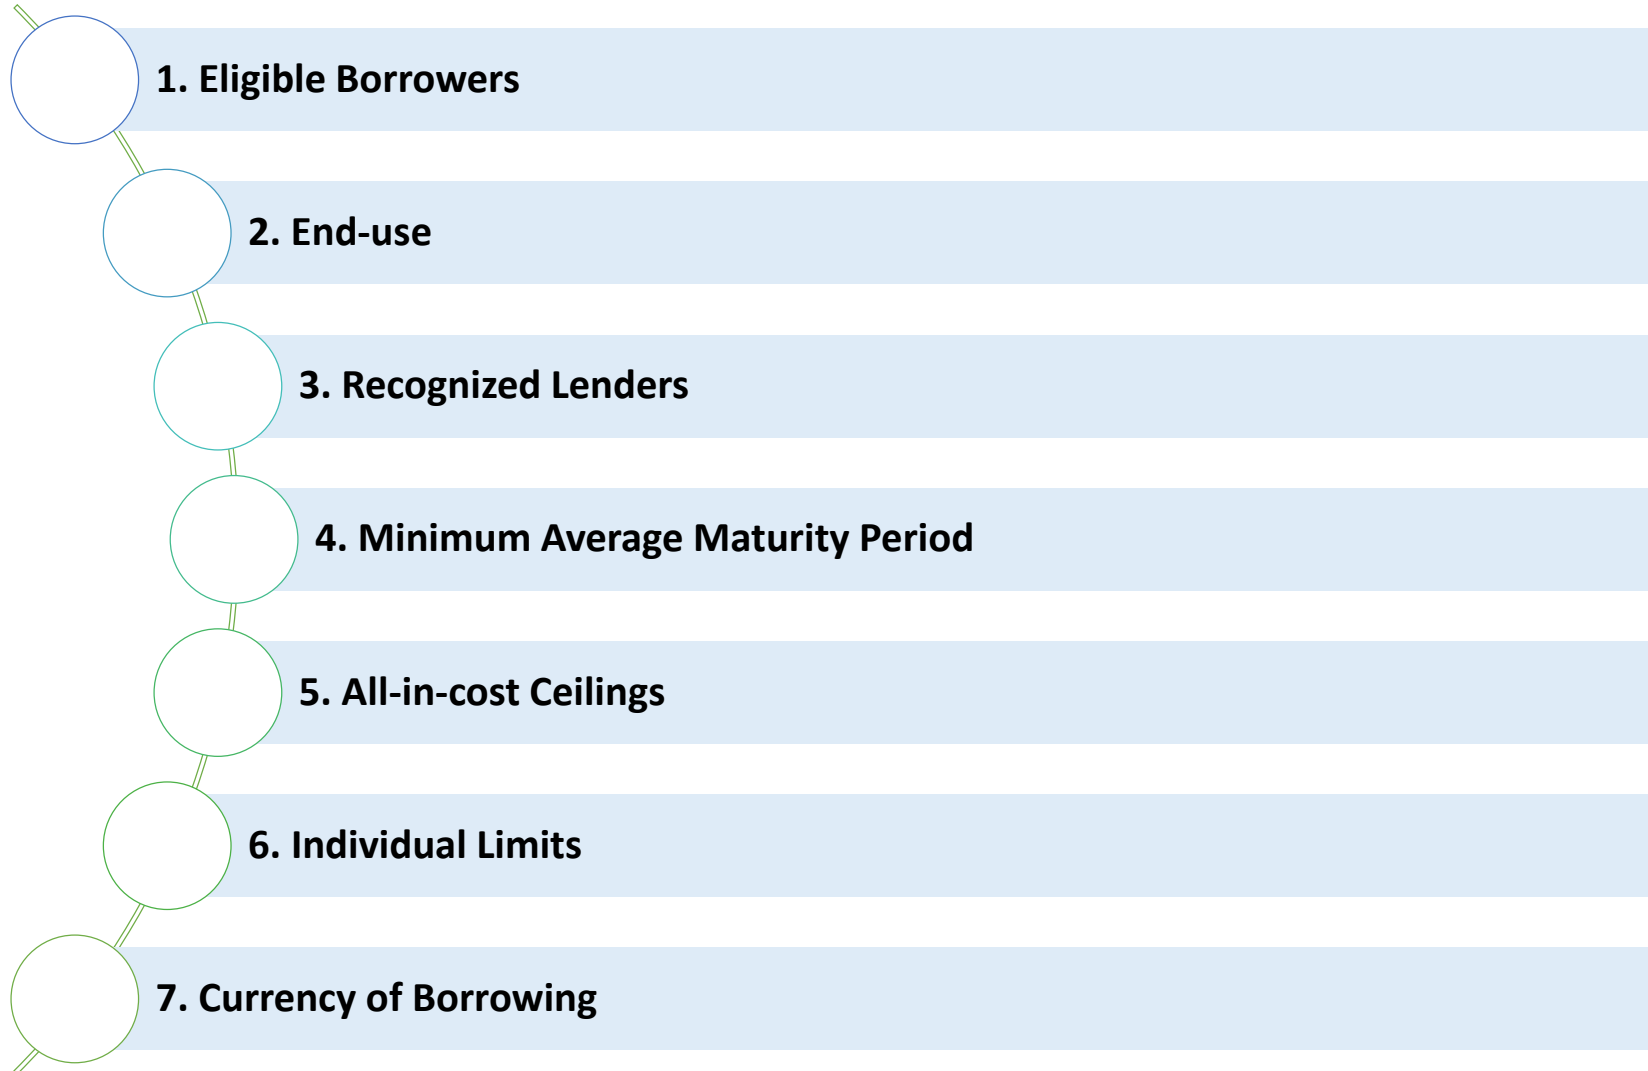 1. Eligible Borrowers
2. End-use
3. Recognized Lenders
4. Minimum Average Maturity Period
5. All-in-cost Ceilings
6. Individual Limits
7. Currency of Borrowing